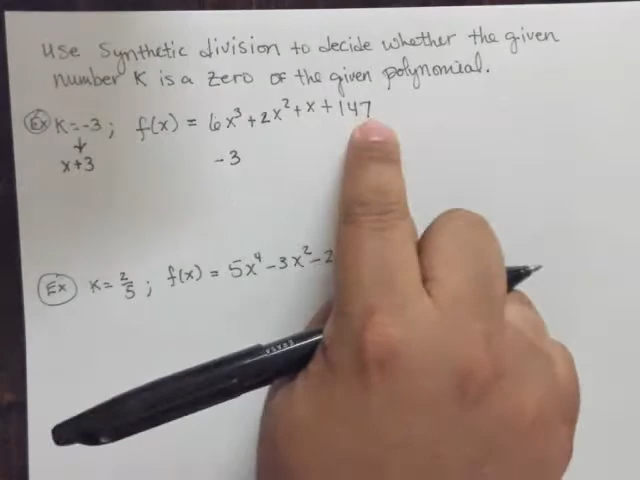 Use Synthetic division to decide whether the given
number K is a zero of the given polynomial.
Ex K=-3; f(x) = 6x³+2x²+x+147
↓
x+3 -3
Ex K=2/5; f(x) = 5x⁴-3x²-2